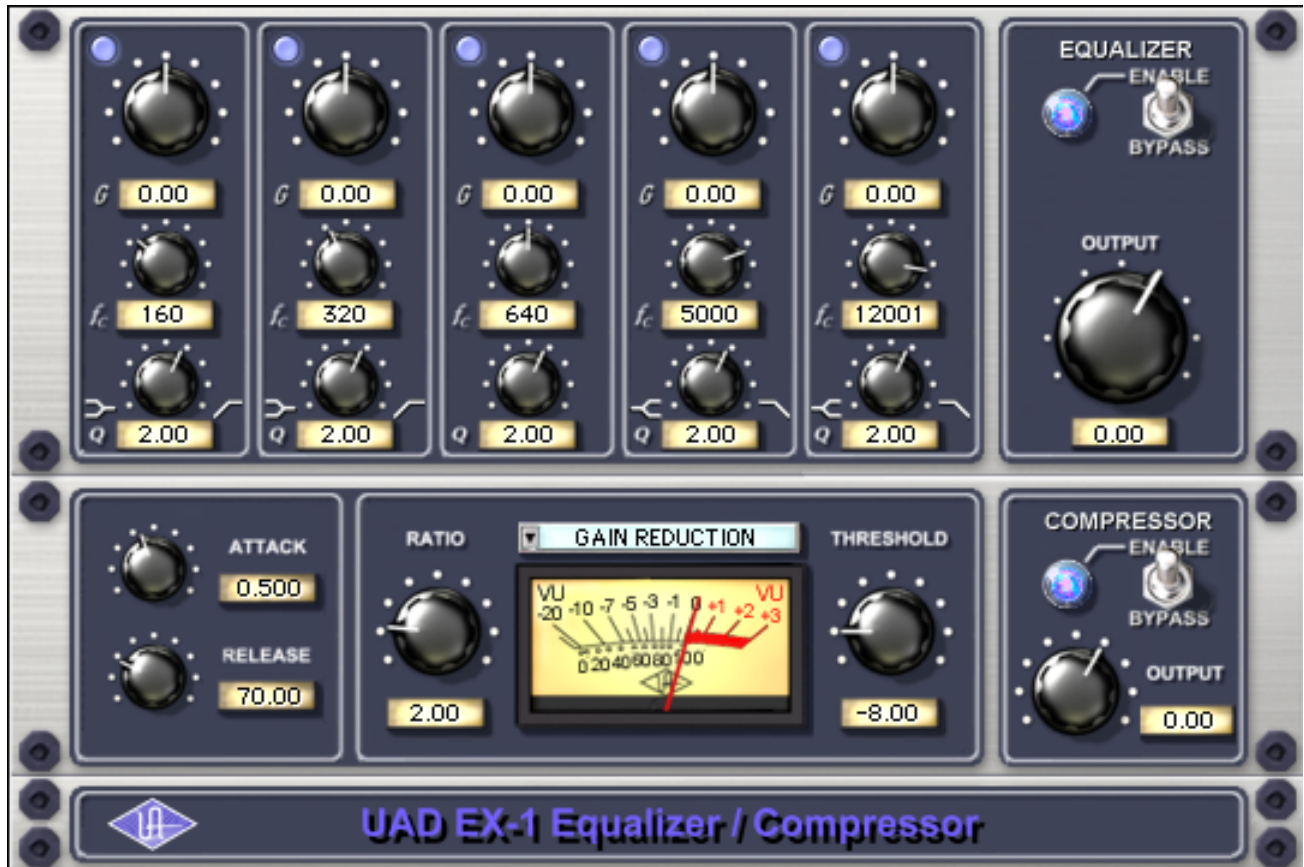 EQUALIZER
ENABLE
BYPASS
G 0.00 G 0.00 G 0.00 G 0.00 G 0.00
OUTPUT
fc 160 fc 320 fc 640 fc 5000 fc 12001
Q 2.00 Q 2.00 Q 2.00 Q 2.00 Q 2.00
0.00
ATTACK
0.500
RELEASE
70.00
RATIO
2.00
GAIN REDUCTION
VU VU
-20 -10 -7 -5 -3 -1 0 +1 +2 +3
0 20 40 60 80 100
UA
THRESHOLD
-8.00
COMPRESSOR
ENABLE
BYPASS
OUTPUT
0.00
UA
UAD EX-1 Equalizer / Compressor